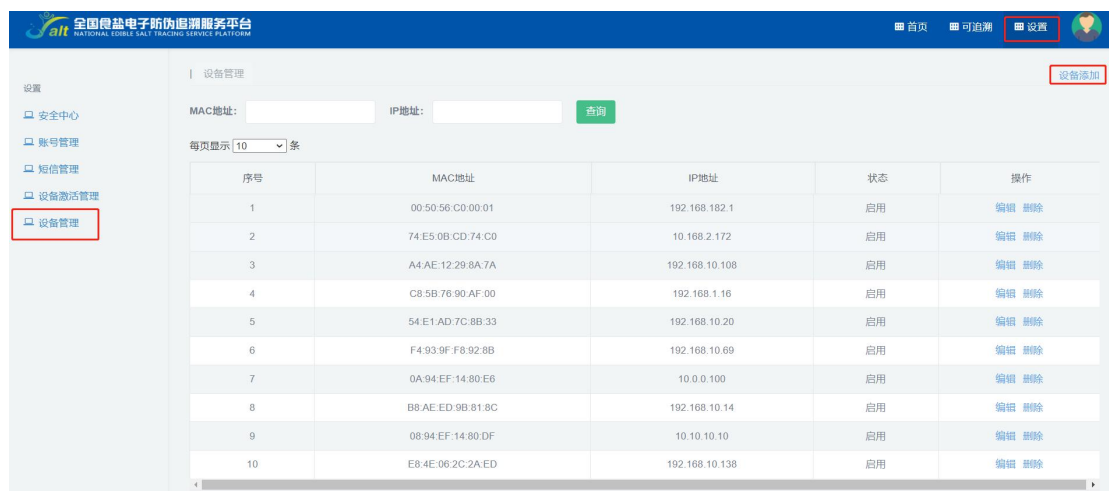 alt 全国食盐电子防伪追溯服务平台
NATIONAL EDIBLE SALT TRACING SERVICE PLATFORM
首页 可追溯 设置
设置
安全中心
账号管理
短信管理
设备激活管理
设备管理
设备管理 设备添加
MAC地址: IP地址: 查询
每页显示 10 条
序号 MAC地址 IP地址 状态 操作
1 00:50:56:C0:00:01 192.168.182.1 启用 编辑 删除
2 74:E5:0B:CD:74:C0 10.168.2.172 启用 编辑 删除
3 A4:AE:12:29:8A:7A 192.168.10.108 启用 编辑 删除
4 C8:5B:76:90:AF:00 192.168.1.16 启用 编辑 删除
5 54:E1:AD:7C:8B:33 192.168.10.20 启用 编辑 删除
6 F4:93:9F:F8:92:8B 192.168.10.69 启用 编辑 删除
7 0A:94:EF:14:80:E6 10.0.0.100 启用 编辑 删除
8 B8:AE:ED:9B:81:8C 192.168.10.14 启用 编辑 删除
9 08:94:EF:14:80:DF 10.10.10.10 启用 编辑 删除
10 E8:4E:06:2C:2A:ED 192.168.10.138 启用 编辑 删除